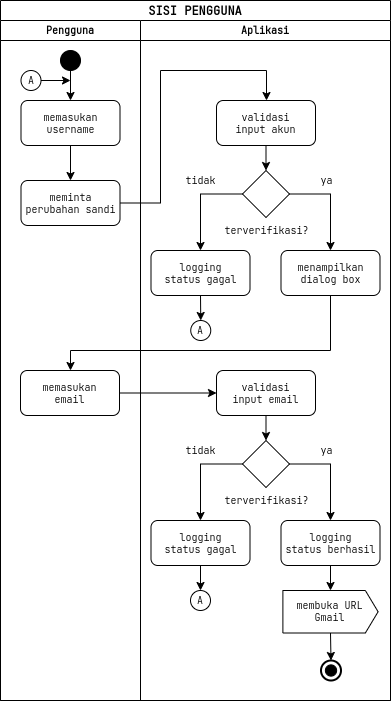 SISI PENGGUNA
Pengguna
Aplikasi
A
memasukan
username
validasi
input akun
meminta
perubahan sandi
tidak
ya
terverifikasi?
logging
status gagal
menampilkan
dialog box
A
memasukan
email
validasi
input email
tidak
ya
terverifikasi?
logging
status gagal
logging
status berhasil
A
membuka URL
Gmail